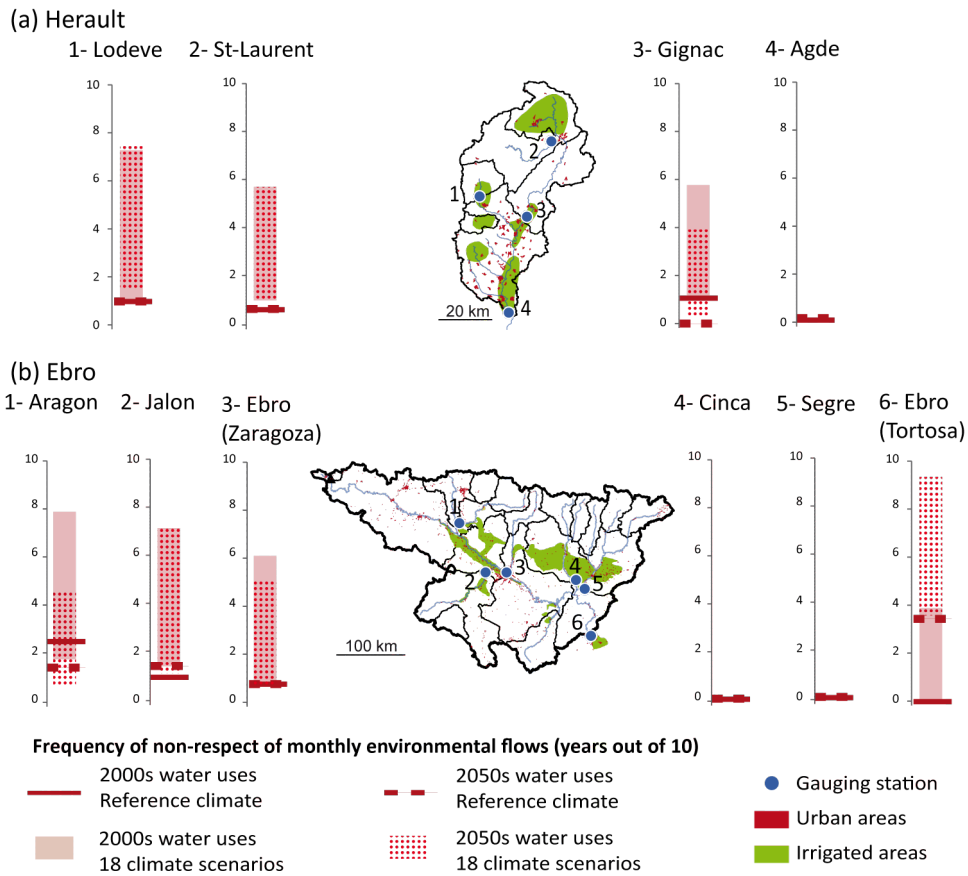 (a) Herault
1- Lodeve
2- St-Laurent
3- Gignac
4- Agde
10
8
6
4
2
0
10
8
6
4
2
0
10
8
6
4
2
0
10
8
6
4
2
0
1
2
3
4
20 km
(b) Ebro
1- Aragon
2- Jalon
3- Ebro
(Zaragoza)
4- Cinca
5- Segre
6- Ebro
(Tortosa)
10
8
6
4
2
0
10
8
6
4
2
0
10
8
6
4
2
0
10
8
6
4
2
0
10
8
6
4
2
0
10
8
6
4
2
0
1
2
3
4
5
6
100 km
Frequency of non-respect of monthly environmental flows (years out of 10)
2000s water uses
Reference climate
2050s water uses
Reference climate
2000s water uses
18 climate scenarios
2050s water uses
18 climate scenarios
Gauging station
Urban areas
Irrigated areas